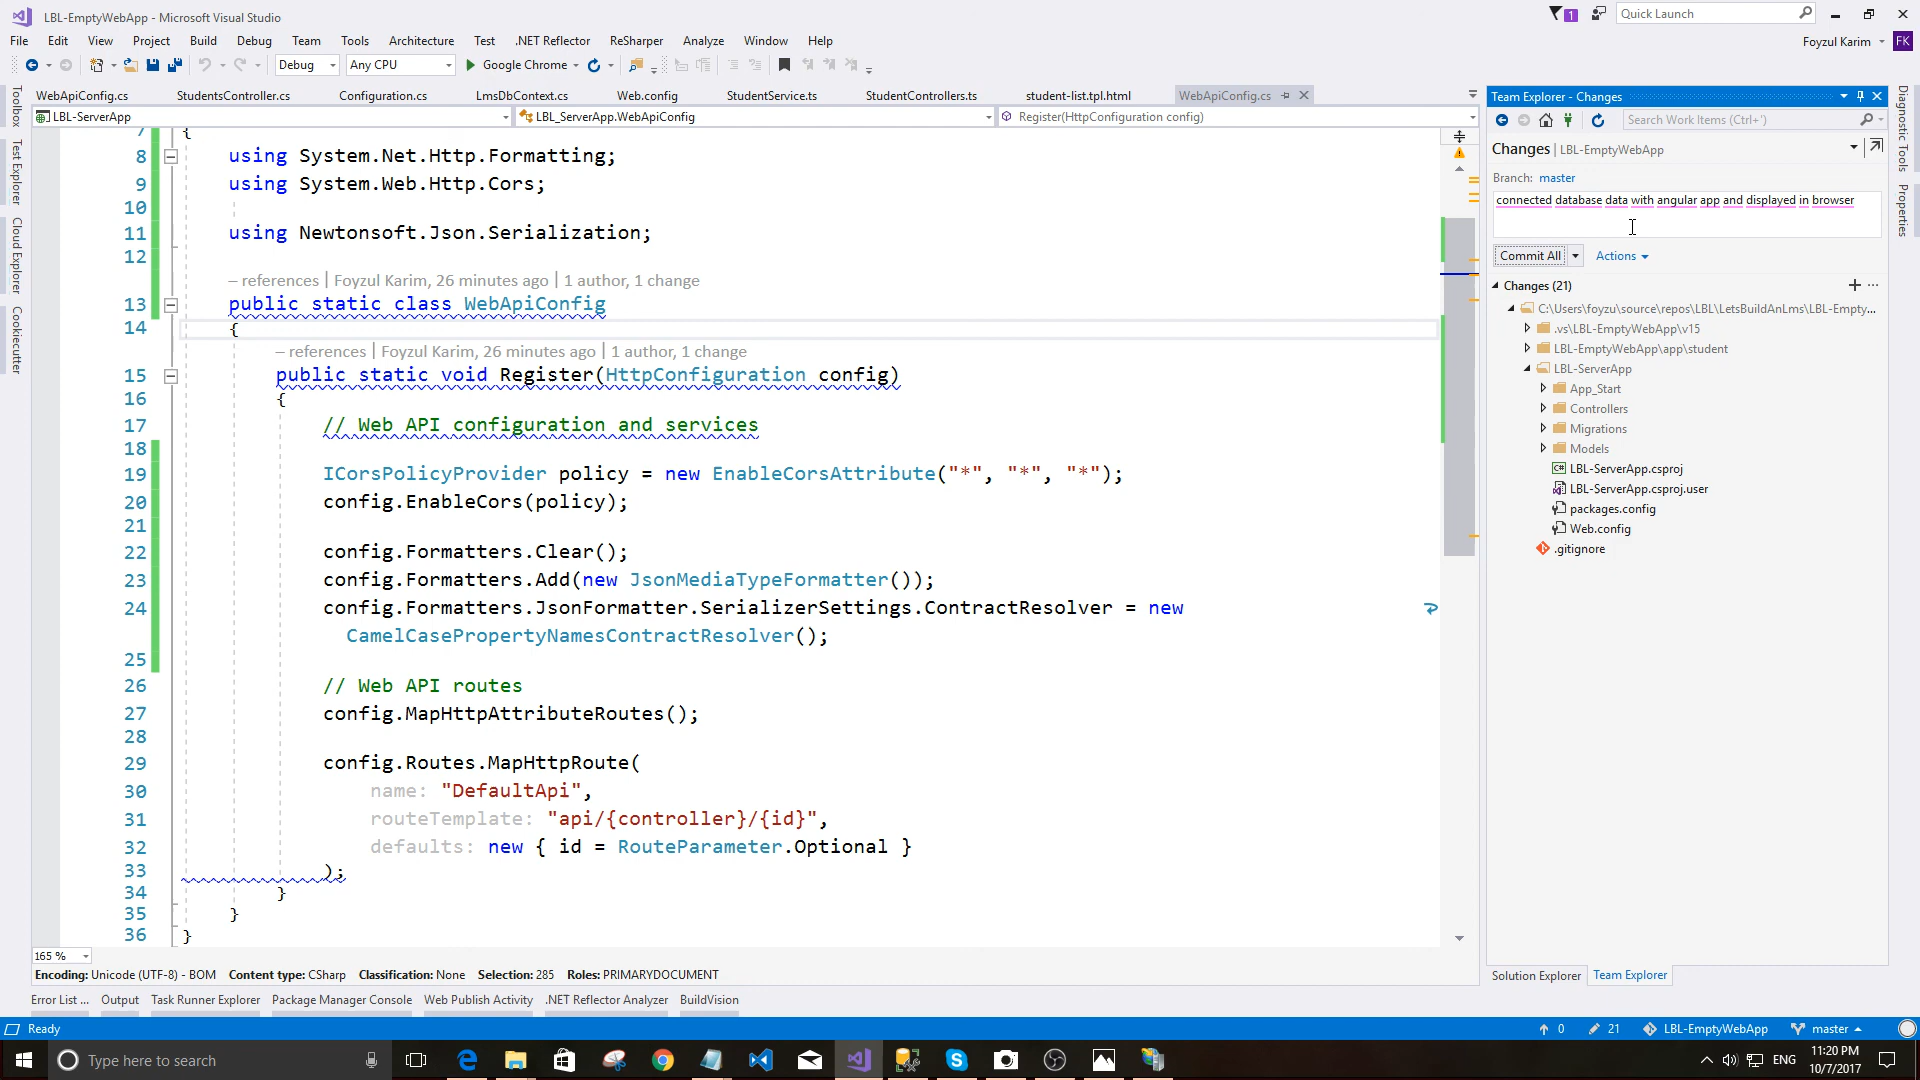 LBL-EmptyWebApp - Microsoft Visual Studio
1
Quick Launch
File Edit View Project Build Debug Team Tools Architecture Test .NET Reflector ReSharper Analyze Window Help
Foyzul Karim FK
Debug Any CPU Google Chrome
WebApiConfig.cs StudentsController.cs Configuration.cs LmsDbContext.cs Web.config StudentService.ts StudentControllers.ts student-list.tpl.html WebApiConfig.cs
LBL-ServerApp LBL_ServerApp.WebApiConfig Register(HttpConfiguration config)
Toolbox
Test Explorer
Cloud Explorer
Cookiecutter
7 {
8 using System.Net.Http.Formatting;
9 using System.Web.Http.Cors;
10
11 using Newtonsoft.Json.Serialization;
12
– references | Foyzul Karim, 26 minutes ago | 1 author, 1 change
13 public static class WebApiConfig
14 {
– references | Foyzul Karim, 26 minutes ago | 1 author, 1 change
15 public static void Register(HttpConfiguration config)
16 {
17 // Web API configuration and services
18
19 ICorsPolicyProvider policy = new EnableCorsAttribute("*", "*", "*");
20 config.EnableCors(policy);
21
22 config.Formatters.Clear();
23 config.Formatters.Add(new JsonMediaTypeFormatter());
24 config.Formatters.JsonFormatter.SerializerSettings.ContractResolver = new
CamelCasePropertyNamesContractResolver();
25
26 // Web API routes
27 config.MapHttpAttributeRoutes();
28
29 config.Routes.MapHttpRoute(
30 name: "DefaultApi",
31 routeTemplate: "api/{controller}/{id}",
32 defaults: new { id = RouteParameter.Optional }
33 );
34 }
35 }
36 }
165 %
Encoding: Unicode (UTF-8) - BOM Content type: CSharp Classification: None Selection: 285 Roles: PRIMARYDOCUMENT
Error List ... Output Task Runner Explorer Package Manager Console Web Publish Activity .NET Reflector Analyzer BuildVision
Team Explorer - Changes
Search Work Items (Ctrl+')
Changes | LBL-EmptyWebApp
Branch: master
connected database data with angular app and displayed in browser
Commit All Actions
Changes (21)
C:\Users\foyzu\source\repos\LBL\LetsBuildAnLms\LBL-Empty...
.vs\LBL-EmptyWebApp\v15
LBL-EmptyWebApp\app\student
LBL-ServerApp
App_Start
Controllers
Migrations
Models
C# LBL-ServerApp.csproj
LBL-ServerApp.csproj.user
packages.config
Web.config
.gitignore
Solution Explorer Team Explorer
Diagnostic Tools
Properties
Ready
0 21 LBL-EmptyWebApp master
Type here to search
ENG
11:20 PM
10/7/2017